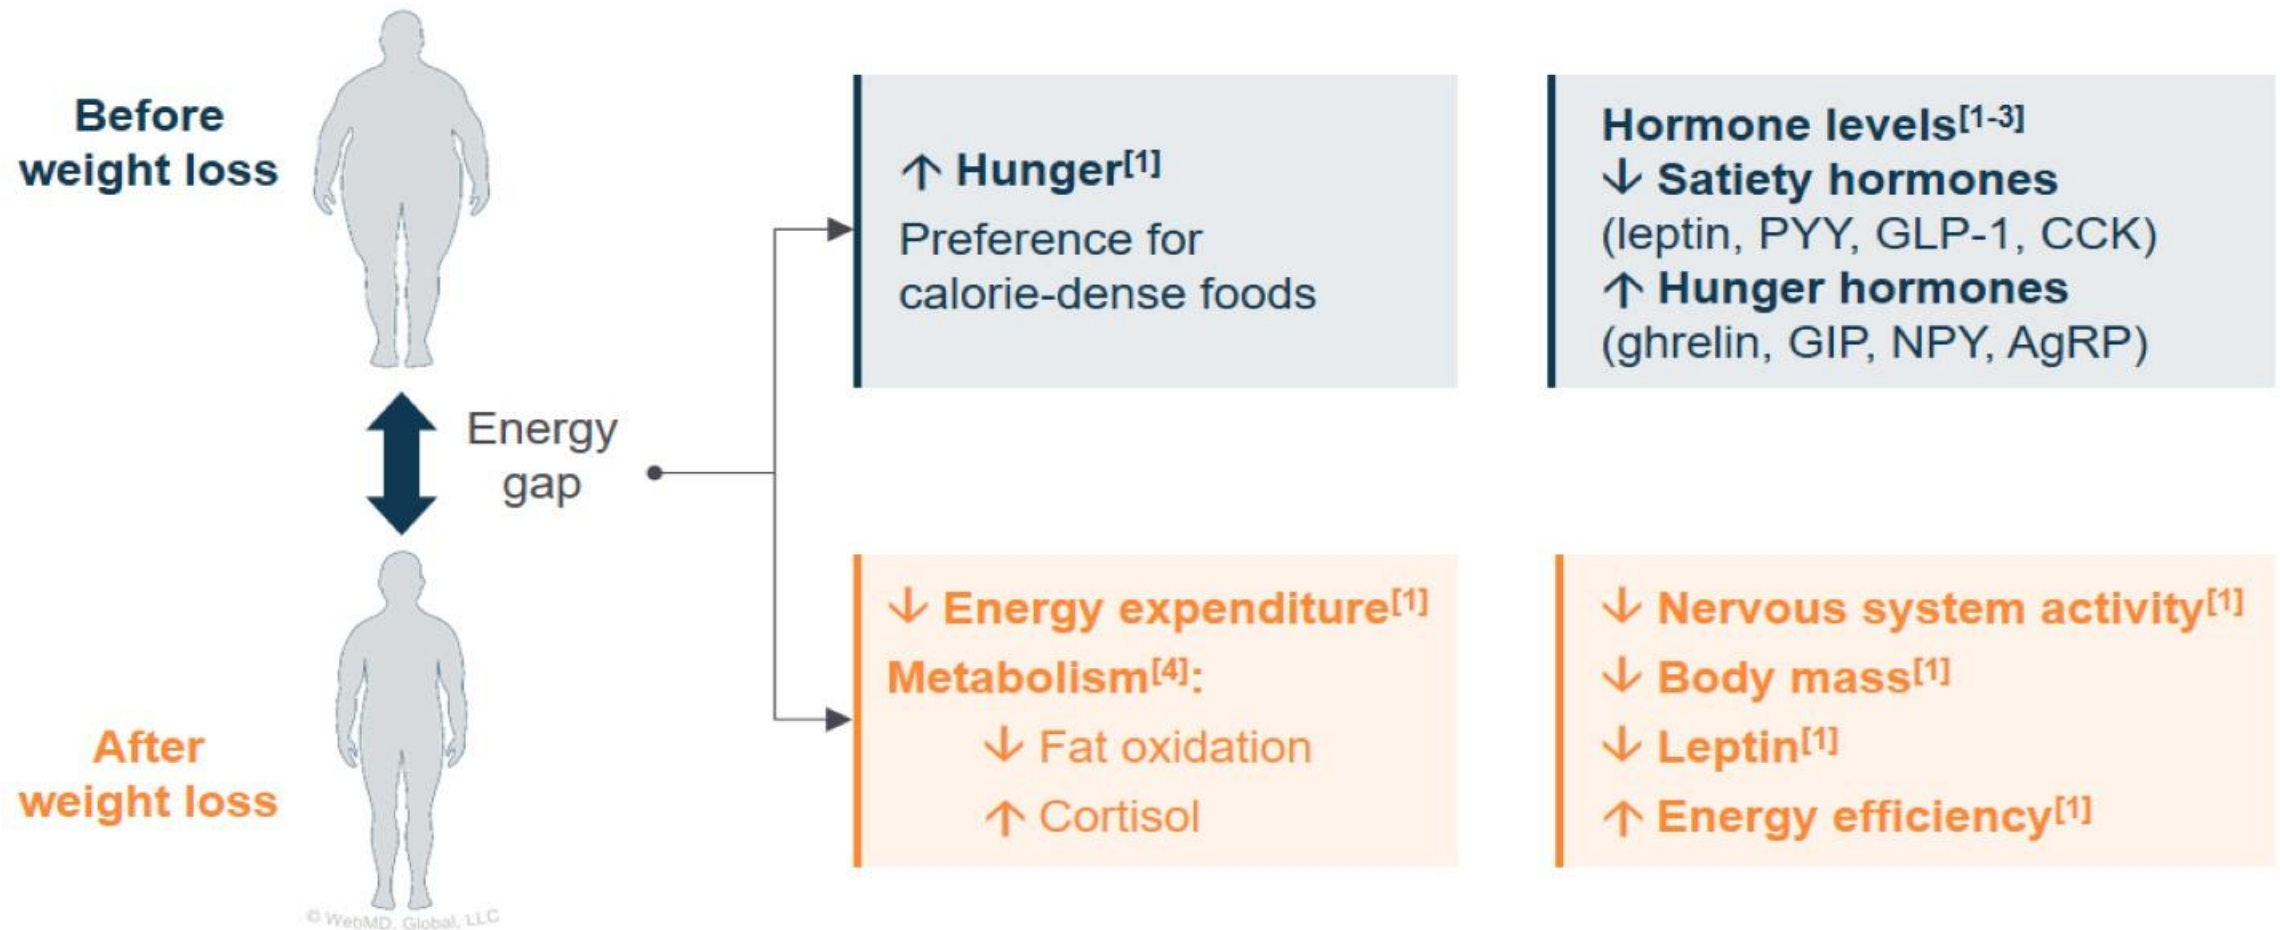 Before
weight loss
Energy
gap
After
weight loss
© WebMD, Global, LLC
↑ Hunger[1]
Preference for
calorie-dense foods
Hormone levels[1-3]
↓ Satiety hormones
(leptin, PYY, GLP-1, CCK)
↑ Hunger hormones
(ghrelin, GIP, NPY, AgRP)
↓ Energy expenditure[1]
Metabolism[4]:
↓ Fat oxidation
↑ Cortisol
↓ Nervous system activity[1]
↓ Body mass[1]
↓ Leptin[1]
↑ Energy efficiency[1]